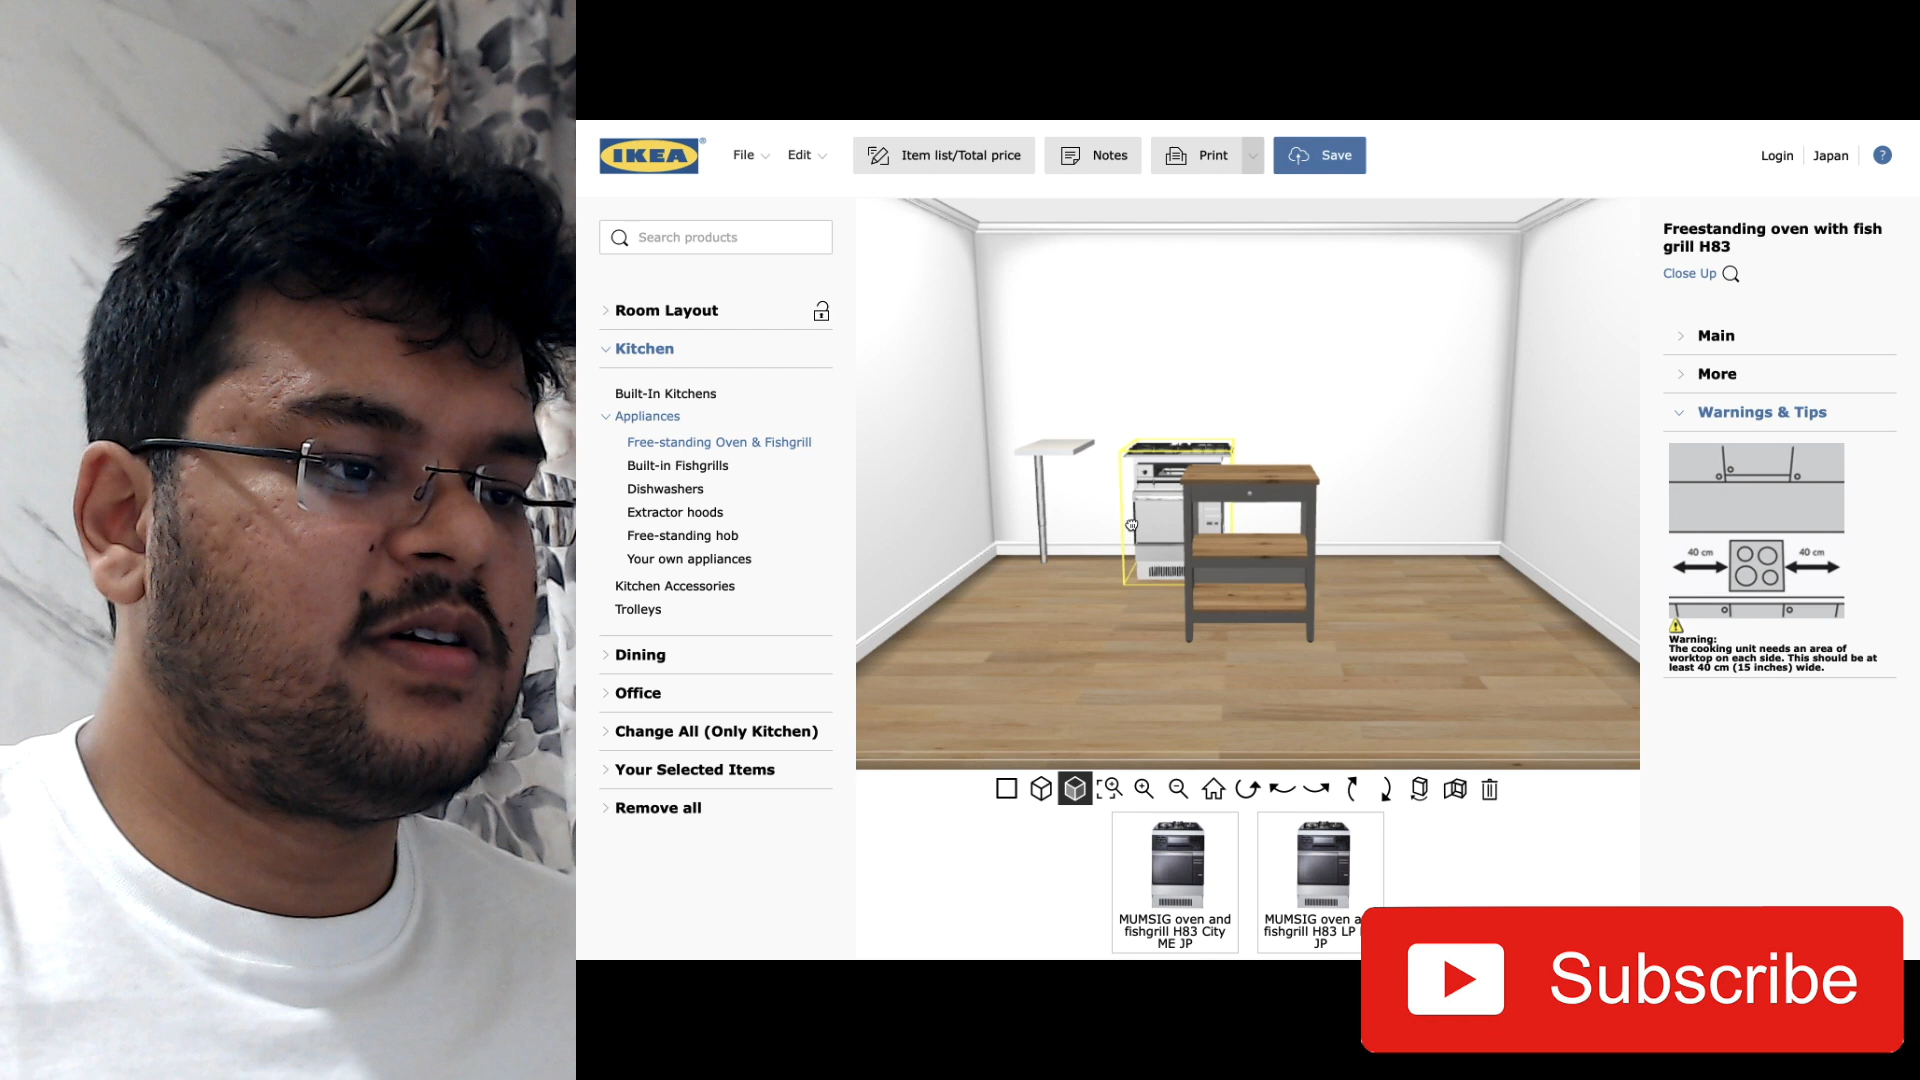 IKEA
File
Edit
Item list/Total price
Notes
Print
Save
Login
Japan
?
Search products
Room Layout
Kitchen
Built-In Kitchens
Appliances
Free-standing Oven & Fishgrill
Built-in Fishgrills
Dishwashers
Extractor hoods
Free-standing hob
Your own appliances
Kitchen Accessories
Trolleys
Dining
Office
Change All (Only Kitchen)
Your Selected Items
Remove all
MUMSIG oven and
fishgrill H83 City
ME JP
MUMSIG oven a
fishgrill H83 LP
JP
Freestanding oven with fish
grill H83
Close Up
Main
More
Warnings & Tips
40 cm
40 cm
Warning:
The cooking unit needs an area of
worktop on each side. This should be at
least 40 cm (15 inches) wide.
Subscribe